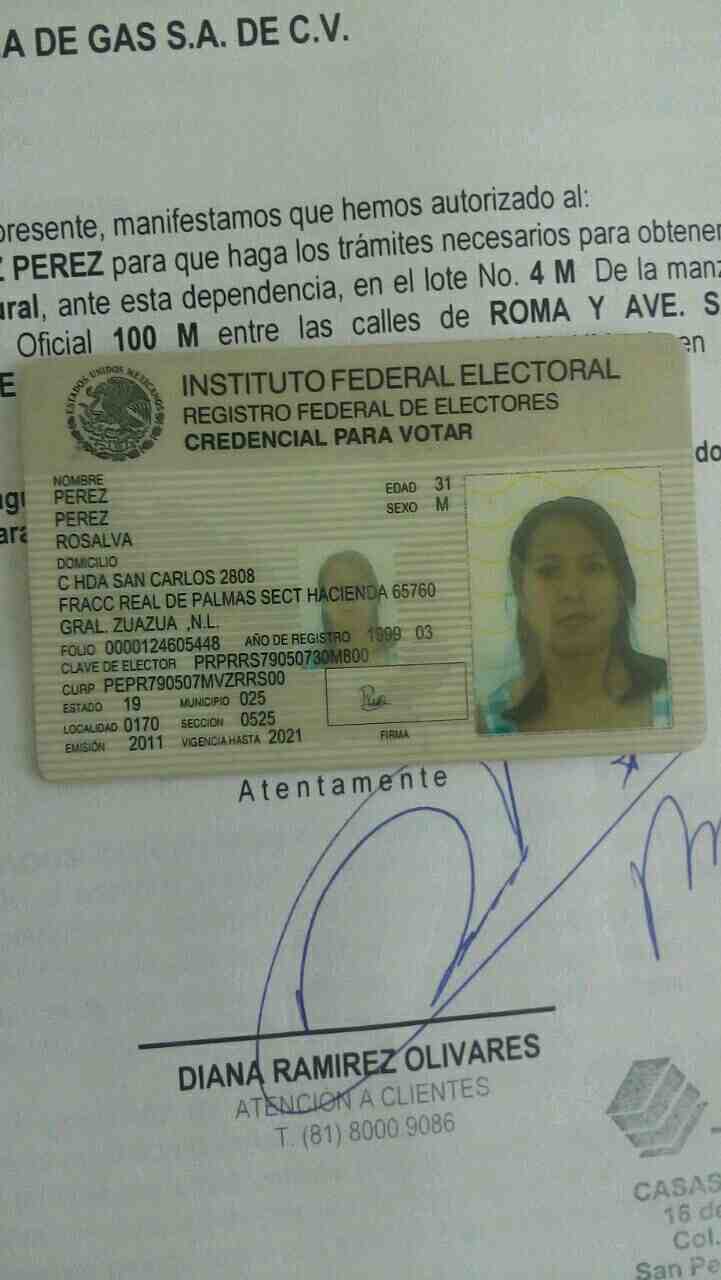 A DE GAS S.A. DE C.V.
presente, manifestamos que hemos autorizado al:
Z PEREZ para que haga los trámites necesarios para obtener
ural, ante esta dependencia, en el lote No. 4 M De la manz
Oficial 100 M entre las calles de ROMA Y AVE. S
en
E
do
ESTADOS UNIDOS MEXICANOS
INSTITUTO FEDERAL ELECTORAL
REGISTRO FEDERAL DE ELECTORES
CREDENCIAL PARA VOTAR
NOMBRE
PEREZ
PEREZ
ROSALVA
EDAD 31
SEXO M
DOMICILIO
C HDA SAN CARLOS 2808
FRACC REAL DE PALMAS SECT HACIENDA 65760
GRAL. ZUAZUA ,N.L.
FOLIO 0000124605448 AÑO DE REGISTRO 1999 03
CLAVE DE ELECTOR PRPRRS79050730M800
CURP PEPR790507MVZRRS00
ESTADO 19 MUNICIPIO 025
LOCALIDAD 0170 SECCIÓN 0525
EMISIÓN 2011 VIGENCIA HASTA 2021
FIRMA
Atentamente
DIANA RAMIREZ OLIVARES
ATENCION A CLIENTES
T. (81) 8000 9086
CASAS
16 de
Col.
San Pe